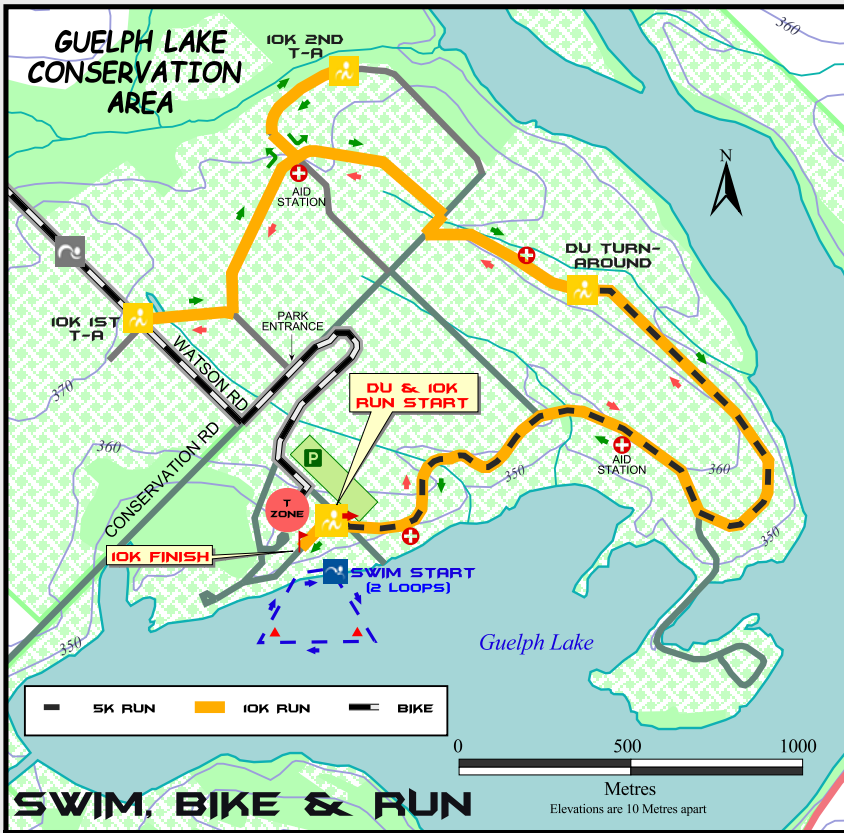 GUELPH LAKE
CONSERVATION
AREA
10K 2ND
T-A
360
N
AID
STATION
DU TURN-
AROUND
10K 1ST
T-A
PARK
ENTRANCE
WATSON RD
370
DU & 10K
RUN START
360
CONSERVATION RD
P
350
AID
STATION
360
T
ZONE
350
10K FINISH
SWIM START
(2 LOOPS)
350
Guelph Lake
5K RUN
10K RUN
BIKE
0
500
1000
Metres
Elevations are 10 Metres apart
SWIM, BIKE & RUN